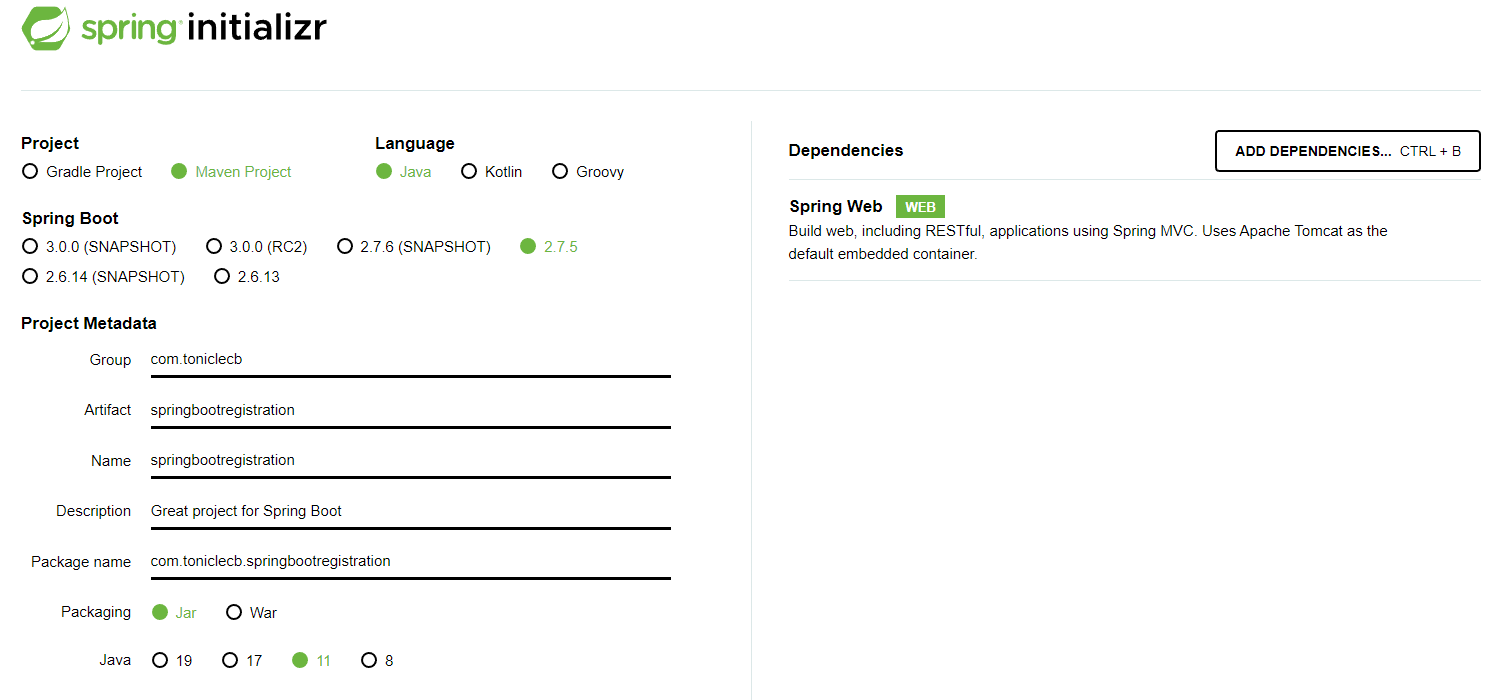 spring initializr
Project
Gradle Project Maven Project
Language
Java Kotlin Groovy
Spring Boot
3.0.0 (SNAPSHOT) 3.0.0 (RC2) 2.7.6 (SNAPSHOT) 2.7.5
2.6.14 (SNAPSHOT) 2.6.13
Project Metadata
Group com.toniclecb
Artifact springbootregistration
Name springbootregistration
Description Great project for Spring Boot
Package name com.toniclecb.springbootregistration
Packaging Jar War
Java 19 17 11 8
Dependencies ADD DEPENDENCIES... CTRL + B
Spring Web WEB
Build web, including RESTful, applications using Spring MVC. Uses Apache Tomcat as the
default embedded container.